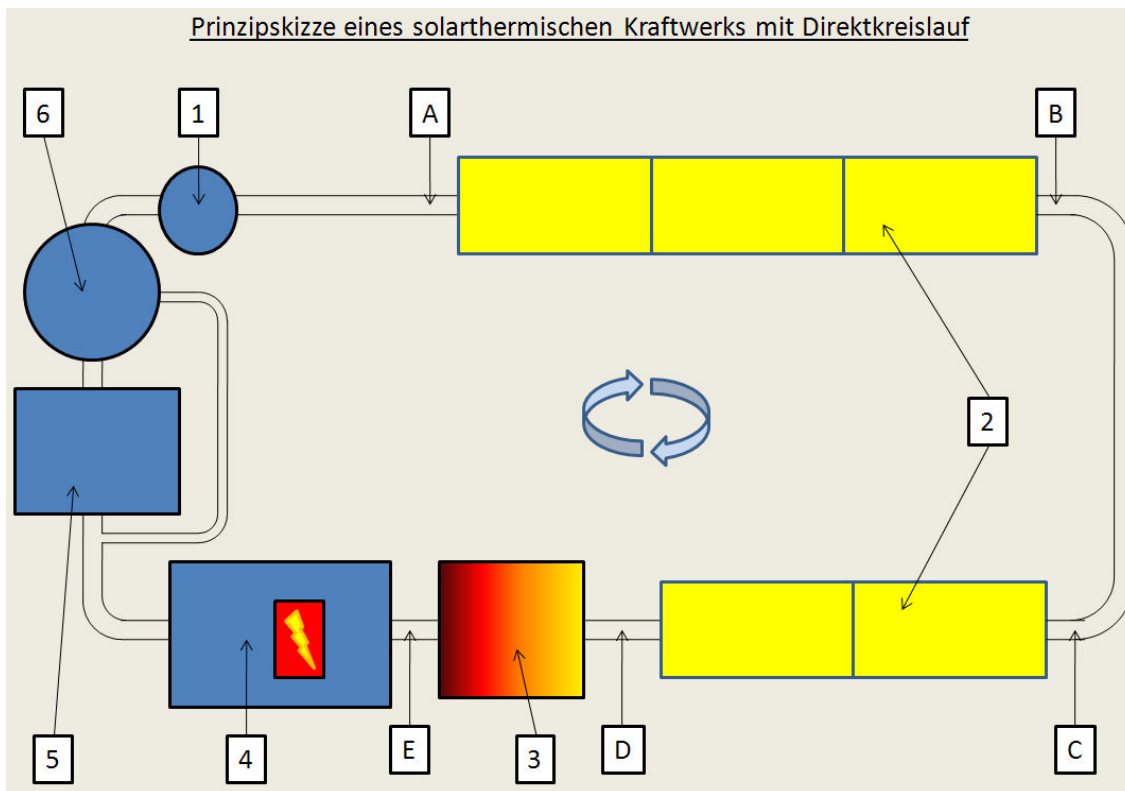 Prinzipskizze eines solarthermischen Kraftwerks mit Direktkreislauf
6
1
A
B
2
5
4
E
3
D
C